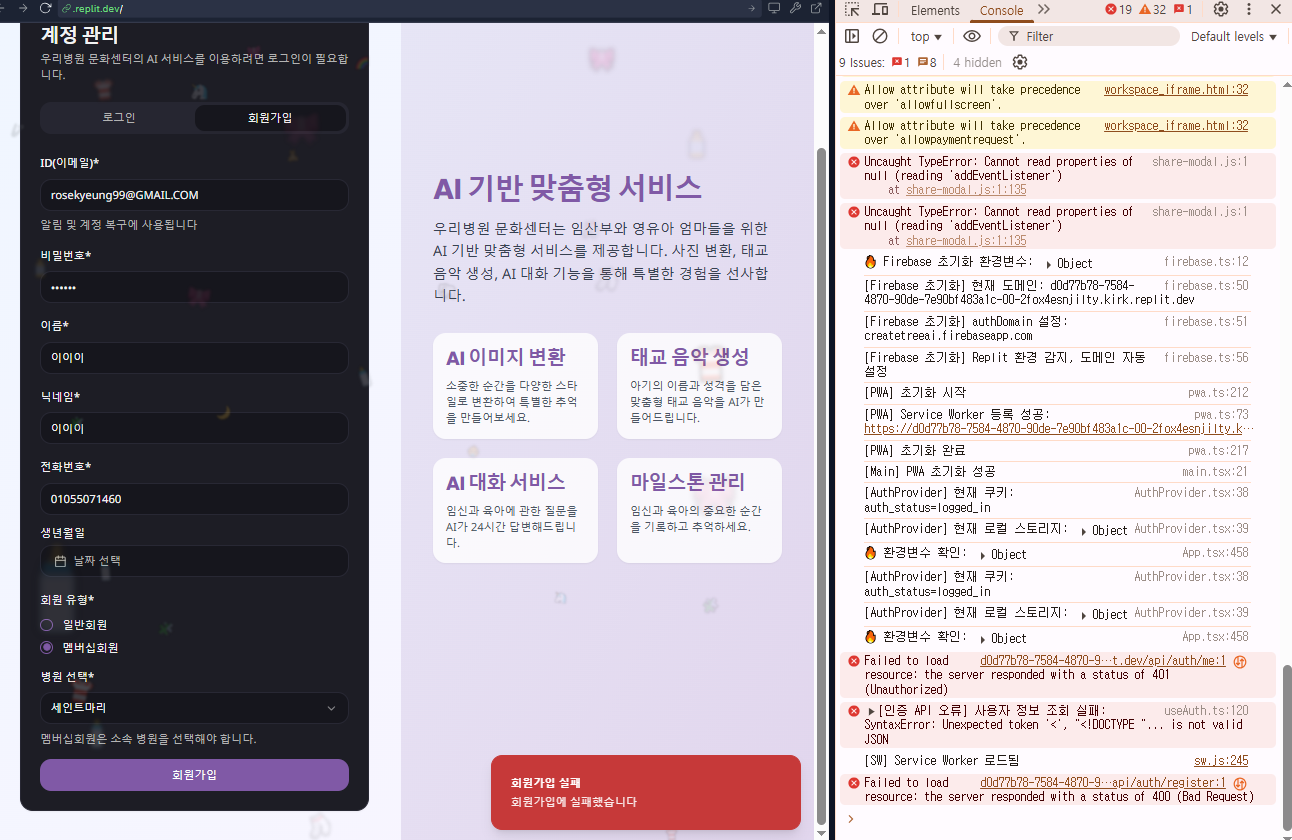 .replit.dev/
계정 관리
우리병원 문화센터의 AI 서비스를 이용하려면 로그인이 필요합
니다.
로그인
회원가입
ID(이메일)*
rosekyeung99@GMAIL.COM
알림 및 계정 복구에 사용됩니다
비밀번호*
••••••
이름*
이이이
닉네임*
이이이
전화번호*
01055071460
생년월일
날짜 선택
회원 유형*
일반회원
멤버십회원
병원 선택*
세인트마리
멤버십회원은 소속 병원을 선택해야 합니다.
회원가입
AI 기반 맞춤형 서비스
우리병원 문화센터는 임산부와 영유아 엄마들을 위한
AI 기반 맞춤형 서비스를 제공합니다. 사진 변환, 태교
음악 생성, AI 대화 기능을 통해 특별한 경험을 선사합
니다.
AI 이미지 변환
소중한 순간을 다양한 스타
일로 변환하여 특별한 추억
을 만들어보세요.
태교 음악 생성
아기의 이름과 성격을 담은
맞춤형 태교 음악을 AI가 만
들어드립니다.
AI 대화 서비스
임신과 육아에 관한 질문을
AI가 24시간 답변해드립니
다.
마일스톤 관리
임신과 육아의 중요한 순간
을 기록하고 추억하세요.
회원가입 실패
회원가입에 실패했습니다
Elements Console 19 32 1
top Filter Default levels
9 Issues: 1 8 4 hidden
Allow attribute will take precedence workspace_iframe.html:32
over 'allowfullscreen'.
Allow attribute will take precedence workspace_iframe.html:32
over 'allowpaymentrequest'.
Uncaught TypeError: Cannot read properties of share-modal.js:1
null (reading 'addEventListener')
at share-modal.js:1:135
Uncaught TypeError: Cannot read properties of share-modal.js:1
null (reading 'addEventListener')
at share-modal.js:1:135
🔥 Firebase 초기화 환경변수: ▶ Object firebase.ts:12
[Firebase 초기화] 현재 도메인: d0d77b78-7584- firebase.ts:50
4870-90de-7e90bf483a1c-00-2fox4esnjilty.kirk.replit.dev
[Firebase 초기화] authDomain 설정: firebase.ts:51
createtreeai.firebaseapp.com
[Firebase 초기화] Replit 환경 감지, 도메인 자동 firebase.ts:56
설정
[PWA] 초기화 시작 pwa.ts:212
[PWA] Service Worker 등록 성공: pwa.ts:73
https://d0d77b78-7584-4870-90de-7e90bf483a1c-00-2fox4esnjilty.k…
[PWA] 초기화 완료 pwa.ts:217
[Main] PWA 초기화 성공 main.tsx:21
[AuthProvider] 현재 쿠키: AuthProvider.tsx:38
auth_status=logged_in
[AuthProvider] 현재 로컬 스토리지: ▶ Object AuthProvider.tsx:39
🔥 환경변수 확인: ▶ Object App.tsx:458
[AuthProvider] 현재 쿠키: AuthProvider.tsx:38
auth_status=logged_in
[AuthProvider] 현재 로컬 스토리지: ▶ Object AuthProvider.tsx:39
🔥 환경변수 확인: ▶ Object App.tsx:458
Failed to load d0d77b78-7584-4870-9…t.dev/api/auth/me:1
resource: the server responded with a status of 401
(Unauthorized)
▶ [인증 API 오류] 사용자 정보 조회 실패: useAuth.ts:120
SyntaxError: Unexpected token '<', "<!DOCTYPE "... is not valid
JSON
[SW] Service Worker 로드됨 sw.js:245
Failed to load d0d77b78-7584-4870-9…api/auth/register:1
resource: the server responded with a status of 400 (Bad Request)